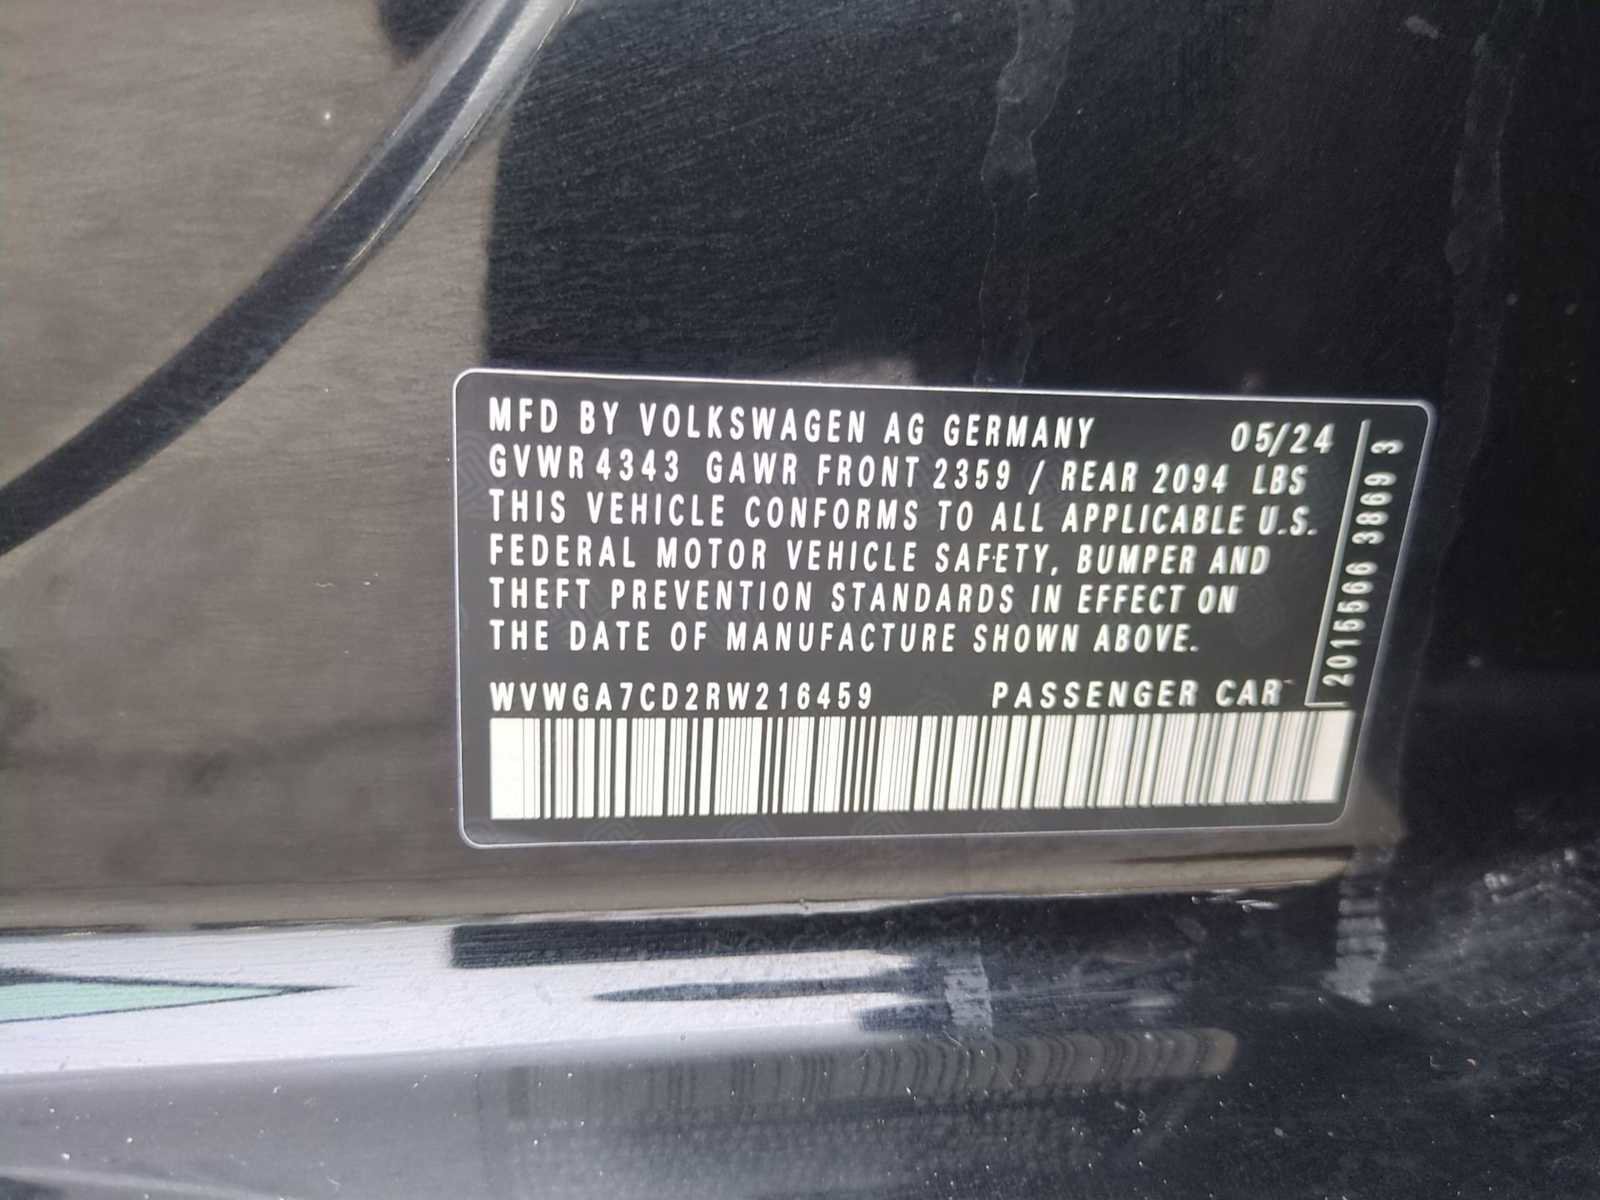 MFD BY VOLKSWAGEN AG GERMANY 05/24
GVWR 4343 GAWR FRONT 2359 / REAR 2094 LBS
THIS VEHICLE CONFORMS TO ALL APPLICABLE U.S.
FEDERAL MOTOR VEHICLE SAFETY, BUMPER AND
THEFT PREVENTION STANDARDS IN EFFECT ON
THE DATE OF MANUFACTURE SHOWN ABOVE.
WVWGA7CD2RW216459 PASSENGER CAR
2015566 3869 3